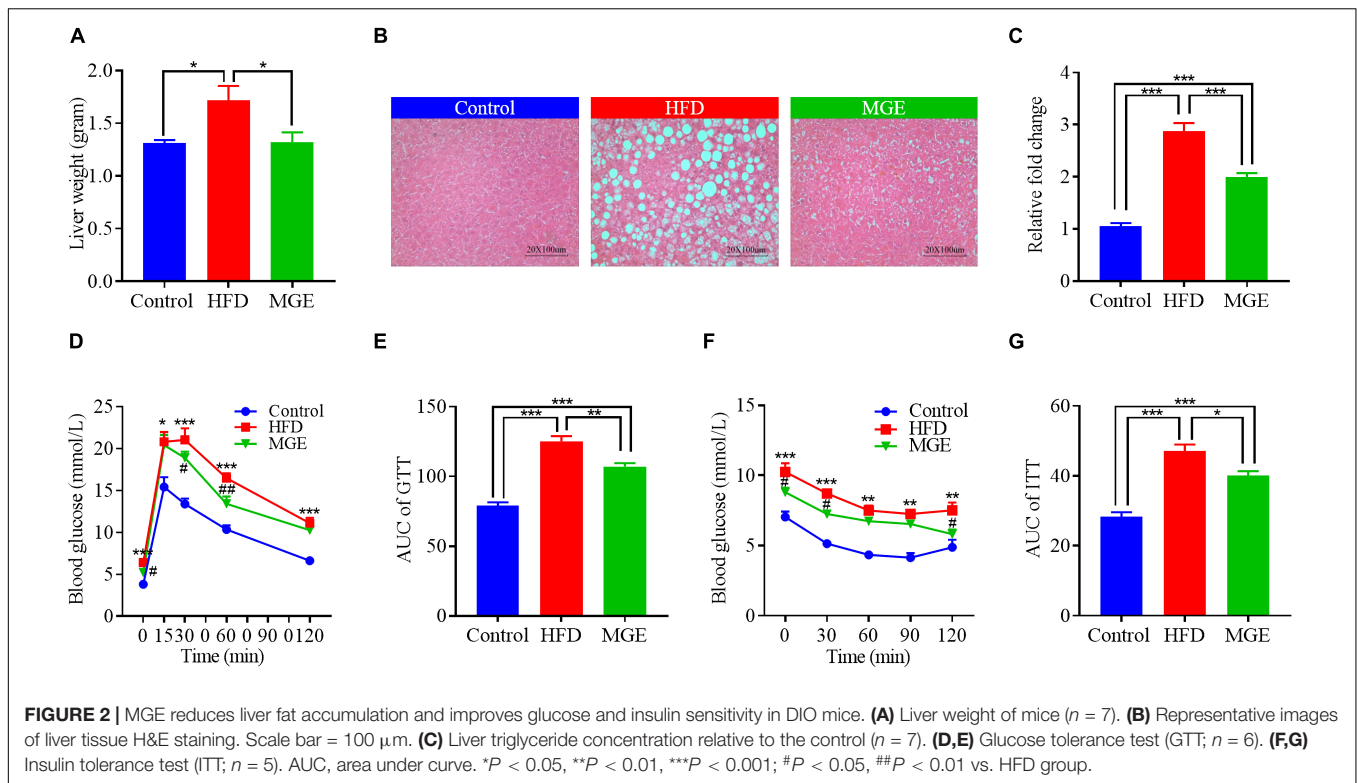 A
B
C
2.0
1.5
1.0
0.5
0.0
Liver weight (gram)
*
*
Control
HFD
MGE
Control
HFD
MGE
20X100um
20X100um
20X100um
4
3
2
1
0
Relative fold change
***
***
***
Control
HFD
MGE
D
E
F
G
25
20
15
10
5
0
Blood glucose (mmol/L)
Control
HFD
MGE
***
#
*
***
#
***
##
***
0 15 30 0 60 0 90 0 120
Time (min)
150
100
50
0
AUC of GTT
***
***
**
Control
HFD
MGE
15
10
5
0
Blood glucose (mmol/L)
Control
HFD
MGE
***
#
***
#
**
**
**
#
0 30 60 90 120
Time (min)
60
40
20
0
AUC of ITT
***
***
*
Control
HFD
MGE
FIGURE 2 | MGE reduces liver fat accumulation and improves glucose and insulin sensitivity in DIO mice. (A) Liver weight of mice (n = 7). (B) Representative images
of liver tissue H&E staining. Scale bar = 100 μm. (C) Liver triglyceride concentration relative to the control (n = 7). (D,E) Glucose tolerance test (GTT; n = 6). (F,G)
Insulin tolerance test (ITT; n = 5). AUC, area under curve. *P < 0.05, **P < 0.01, ***P < 0.001; #P < 0.05, ##P < 0.01 vs. HFD group.